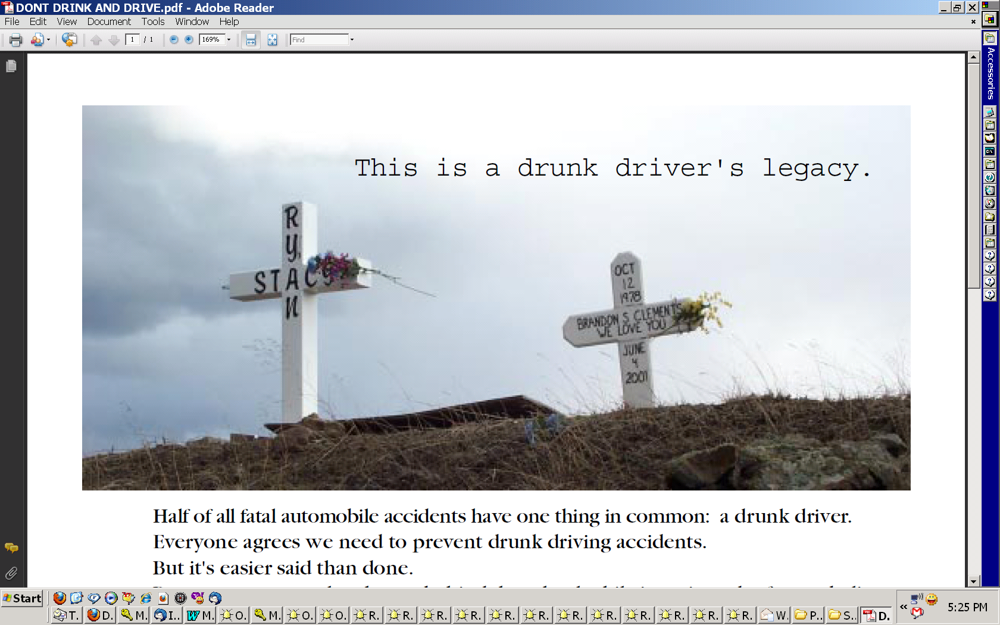 DONT DRINK AND DRIVE.pdf - Adobe Reader
File Edit View Document Tools Window Help
1 / 1 169% Find
Accessories
This is a drunk driver's legacy.
RYAN
STACY
OCT
12
1978
BRANDON S CLEMENTS
WE LOVE YOU
JUNE
4
2001
Half of all fatal automobile accidents have one thing in common: a drunk driver.
Everyone agrees we need to prevent drunk driving accidents.
But it's easier said than done.
Start
T. D. M. I.. M. O. M. O. O. R. R. R. R. R. R. R. R. R. R. R. R. W. P.. S.. D.
5:25 PM